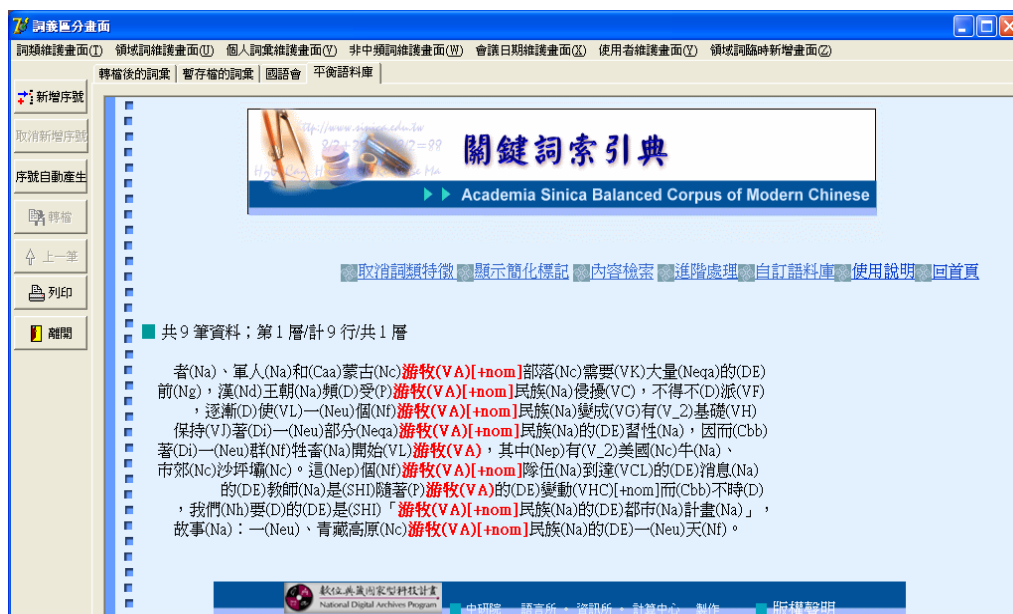 詞義區分畫面
詞類維護畫面(T) 領域詞維護畫面(U) 個人詞彙維護畫面(V) 非中頻詞維護畫面(W) 會議日期維護畫面(X) 使用者維護畫面(Y) 領域詞臨時新增畫面(Z)
轉檔後的詞彙 暫存檔的詞彙 國語會 平衡語料庫
新增序號
取消新增序號
序號自動產生
轉檔
上一筆
列印
離開
http://www.sinica.edu.tw
關鍵詞索引典
Academia Sinica Balanced Corpus of Modern Chinese
取消詞類特徵 顯示簡化標記 內容檢索 進階處理 自訂語料庫 使用說明 回首頁
共 9 筆資料；第 1 層/計 9 行/共 1 層
者(Na)、軍人(Na)和(Caa)蒙古(Nc)游牧(VA)[+nom]部落(Nc)需要(VK)大量(Neqa)的(DE)
前(Ng)，漢(Nd)王朝(Na)頻(D)受(P)游牧(VA)[+nom]民族(Na)侵擾(VC)，不得不(D)派(VF)
，逐漸(D)使(VL)一(Neu)個(Nf)游牧(VA)[+nom]民族(Na)變成(VG)有(V_2)基礎(VH)
保持(VJ)著(Di)一(Neu)部分(Neqa)游牧(VA)[+nom]民族(Na)的(DE)習性(Na)，因而(Cbb)
著(Di)一(Neu)群(Nf)牲畜(Na)開始(VL)游牧(VA)，其中(Nep)有(V_2)美國(Nc)牛(Na)、
市郊(Nc)沙坪壩(Nc)。這(Nep)個(Nf)游牧(VA)[+nom]隊伍(Na)到達(VCL)的(DE)消息(Na)
的(DE)教師(Na)是(SHI)隨著(P)游牧(VA)的(DE)變動(VHC)[+nom]而(Cbb)不時(D)
，我們(Nh)要(D)的(DE)是(SHI)「游牧(VA)[+nom]民族(Na)的(DE)都市(Na)計畫(Na)」，
故事(Na)：一(Neu)、青藏高原(Nc)游牧(VA)[+nom]民族(Na)的(DE)一(Neu)天(Nf)。
數位典藏國家型科技計畫
National Digital Archives Program
中研院 語言所・資訊所・計算中心 製作 版權聲明